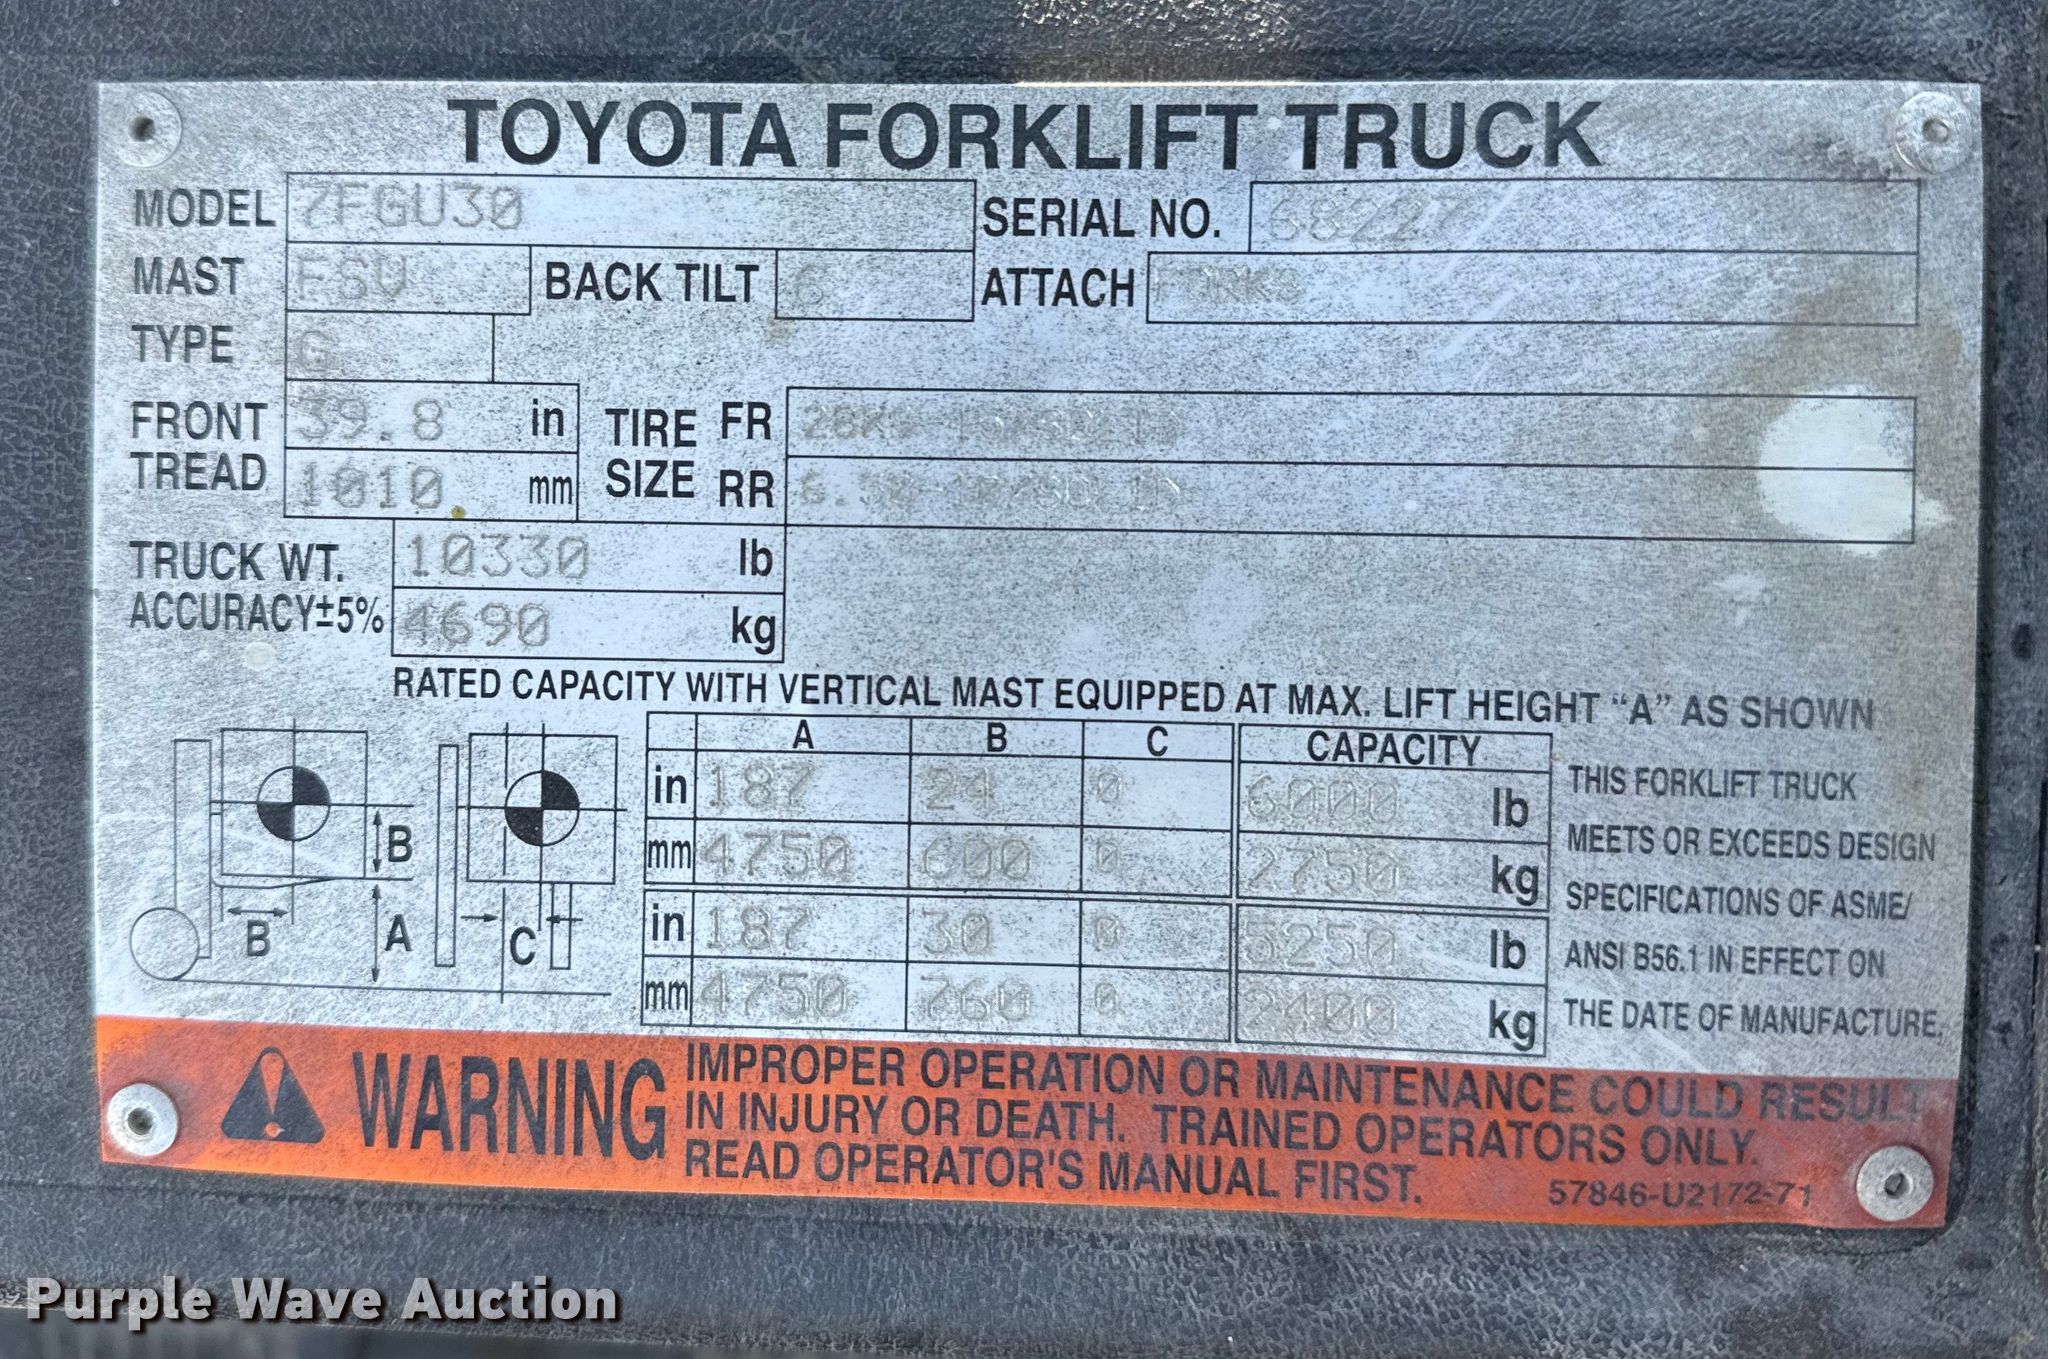 TOYOTA FORKLIFT TRUCK
MODEL 7FGU30 SERIAL NO. 68227
MAST FSV BACK TILT 6 ATTACH FORKS
TYPE G
FRONT TREAD 39.8 in
1010 mm
TIRE SIZE FR
RR
TRUCK WT. ACCURACY±5% 10330 lb
4690 kg
RATED CAPACITY WITH VERTICAL MAST EQUIPPED AT MAX. LIFT HEIGHT "A" AS SHOWN
A B C CAPACITY
in 187 24 0 6000 lb
mm 4750 600 0 2750 kg
in 187 30 0 5250 lb
mm 4750 760 0 2400 kg
B
B A C
THIS FORKLIFT TRUCK
MEETS OR EXCEEDS DESIGN
SPECIFICATIONS OF ASME/
ANSI B56.1 IN EFFECT ON
THE DATE OF MANUFACTURE.
WARNING
IMPROPER OPERATION OR MAINTENANCE COULD RESULT
IN INJURY OR DEATH. TRAINED OPERATORS ONLY.
READ OPERATOR'S MANUAL FIRST.
57846-U2172-71
Purple Wave Auction